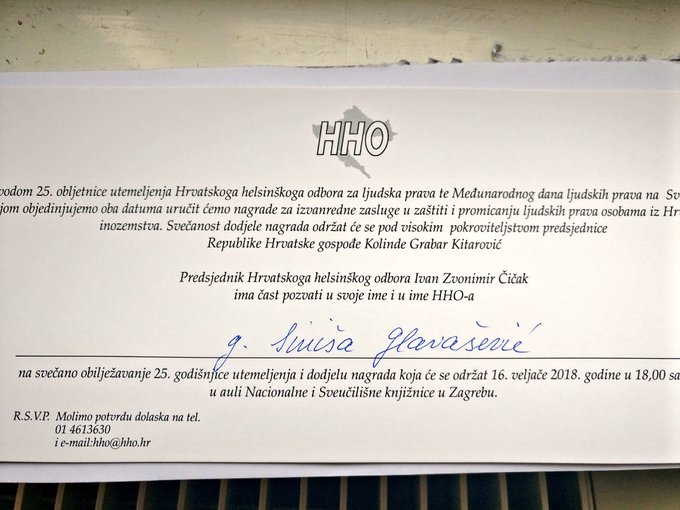 HHO
vodom 25. obljetnice utemeljenja Hrvatskoga helsinškoga odbora za ljudska prava te Međunarodnog dana ljudskih prava na Sv
jom objedinjujemo oba datuma uručit ćemo nagrade za izvanredne zasluge u zaštiti i promicanju ljudskih prava osobama iz Hr
inozemstva. Svečanost dodjele nagrada održat će se pod visokim pokroviteljstvom predsjednice
Republike Hrvatske gospođe Kolinde Grabar Kitarović
Predsjednik Hrvatskoga helsinškog odbora Ivan Zvonimir Čičak
ima čast pozvati u svoje ime i u ime HHO-a
g. Siniša Glavašević
na svečano obilježavanje 25. godišnjice utemeljenja i dodjelu nagrada koja će se održat 16. veljače 2018. godine u 18,00 sa
u auli Nacionalne i Sveučilišne knjižnice u Zagrebu.
R.S.V.P. Molimo potvrdu dolaska na tel.
01 4613630
i e-mail:hho@hho.hr